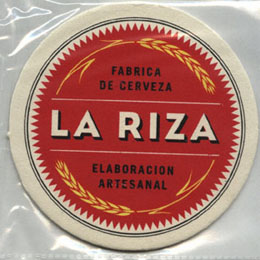 FABRICA
DE CERVEZA
LA RIZA
ELABORACION
ARTESANAL